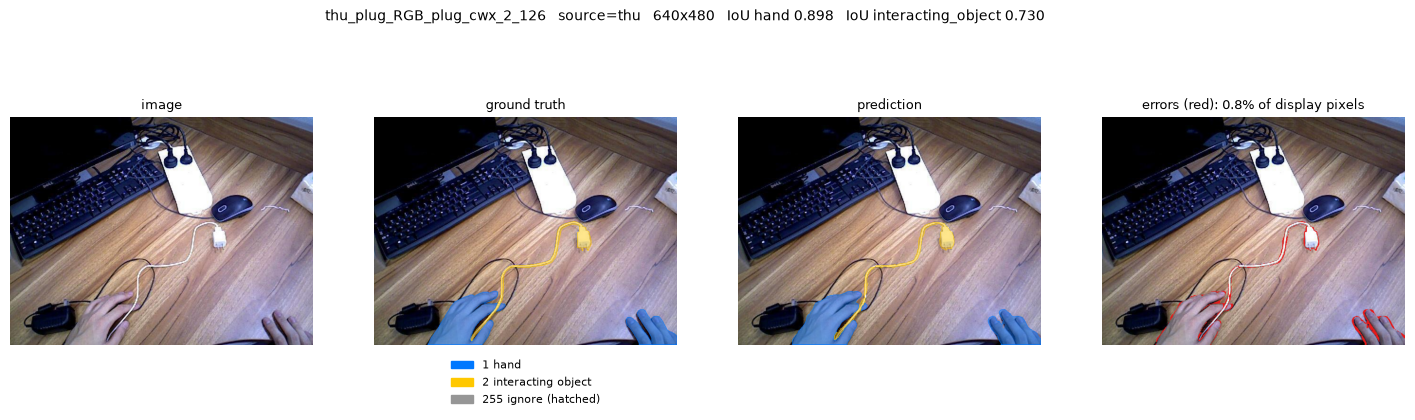 thu_plug_RGB_plug_cwx_2_126 source=thu 640x480 IoU hand 0.898 IoU interacting_object 0.730
image
ground truth
prediction
errors (red): 0.8% of display pixels
1 hand
2 interacting object
255 ignore (hatched)